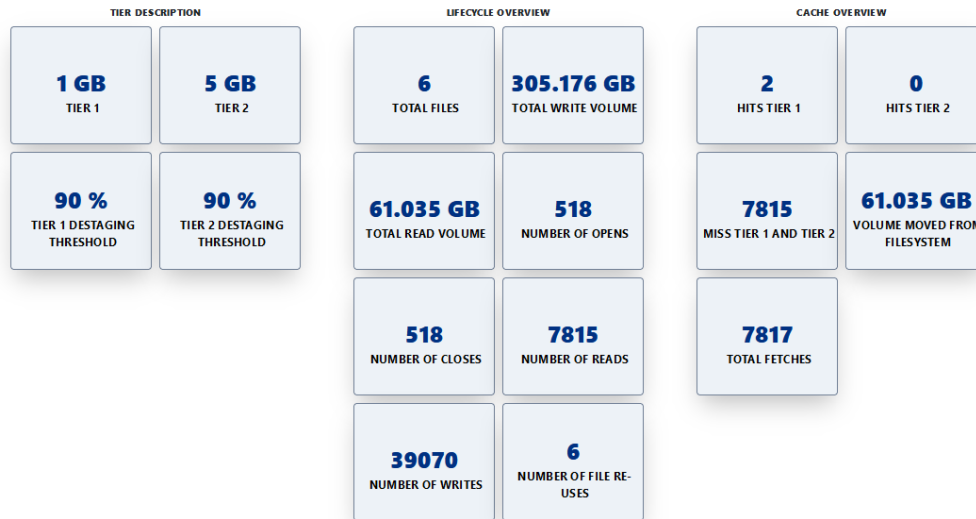 TIER DESCRIPTION
1 GB
TIER 1
5 GB
TIER 2
90 %
TIER 1 DESTAGING
THRESHOLD
90 %
TIER 2 DESTAGING
THRESHOLD
LIFECYCLE OVERVIEW
6
TOTAL FILES
305.176 GB
TOTAL WRITE VOLUME
61.035 GB
TOTAL READ VOLUME
518
NUMBER OF OPENS
518
NUMBER OF CLOSES
7815
NUMBER OF READS
39070
NUMBER OF WRITES
6
NUMBER OF FILE RE-
USES
CACHE OVERVIEW
2
HITS TIER 1
0
HITS TIER 2
7815
MISS TIER 1 AND TIER 2
61.035 GB
VOLUME MOVED FROM
FILESYSTEM
7817
TOTAL FETCHES